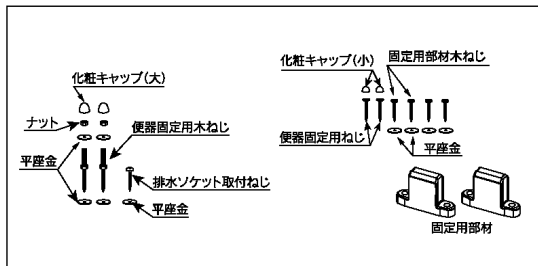 化粧キャップ(大)
ナット
便器固定用木ねじ
平座金
排水ソケット取付ねじ
平座金
化粧キャップ(小)
固定用部材木ねじ
便器固定用ねじ
平座金
固定用部材